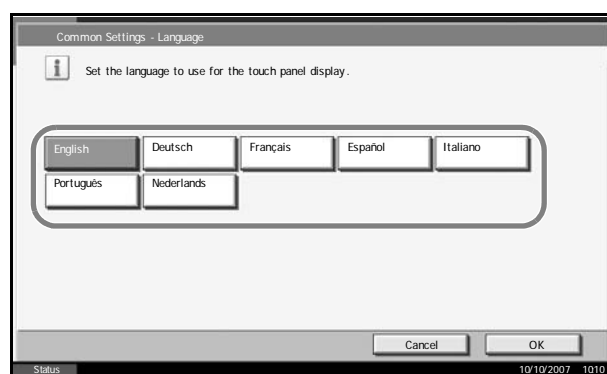 Common Settings - Language
i Set the language to use for the touch panel display.
English Deutsch Français Español Italiano
Português Nederlands
Cancel OK
Status 10/10/2007 10:10